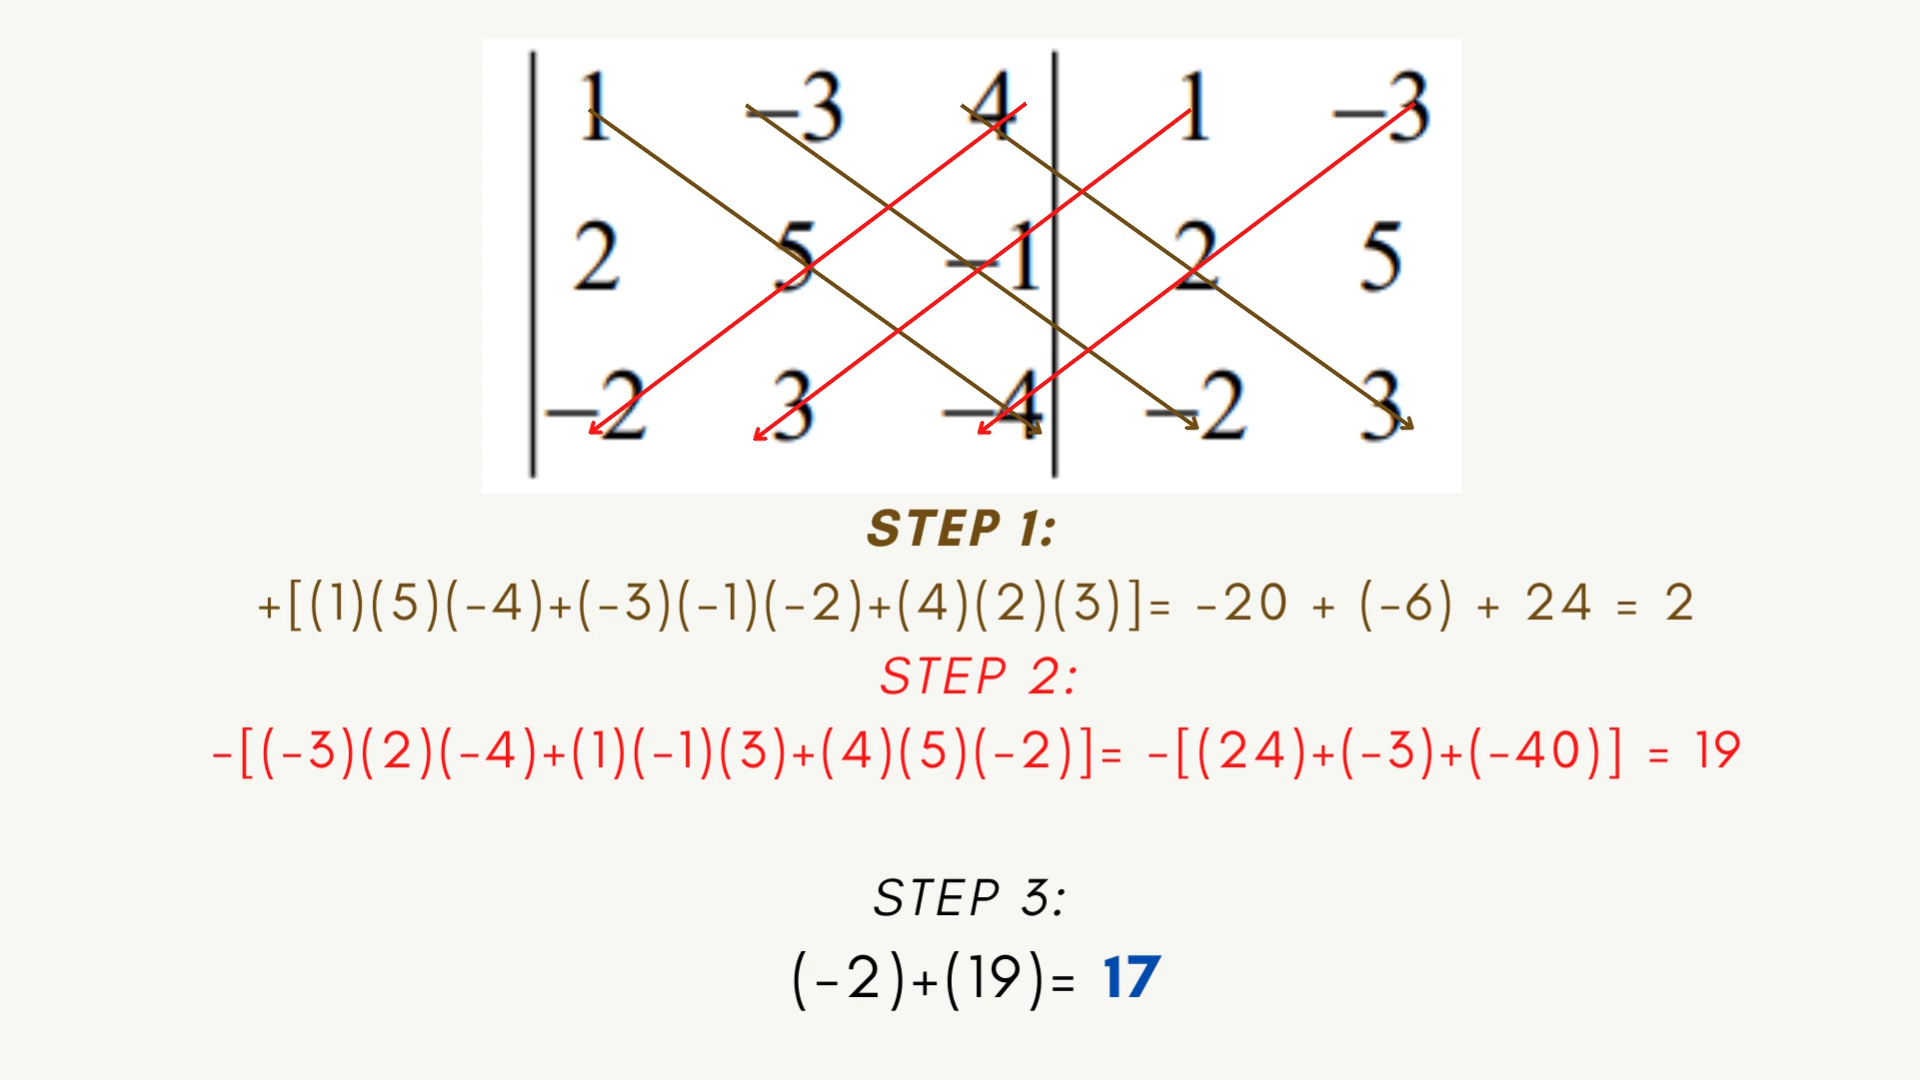 1 −3 4 1 −3
2 5 −1 2 5
−2 3 −4 −2 3
STEP 1:
+[(1)(5)(-4)+(-3)(-1)(-2)+(4)(2)(3)]= -20 + (-6) + 24 = 2
STEP 2:
-[(-3)(2)(-4)+(1)(-1)(3)+(4)(5)(-2)]= -[(24)+(-3)+(-40)] = 19
STEP 3:
(-2)+(19)= 17